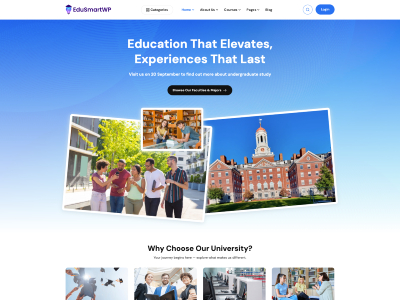 EduSmartWP
Categories
Home
About Us
Courses
Pages
Blog
Login
Education That Elevates,
Experiences That Last
Visit us on 20 September to find out more about undergraduate study
Browse Our Faculties & Majors →
Why Choose Our University?
Your journey begins here — explore what makes us different.